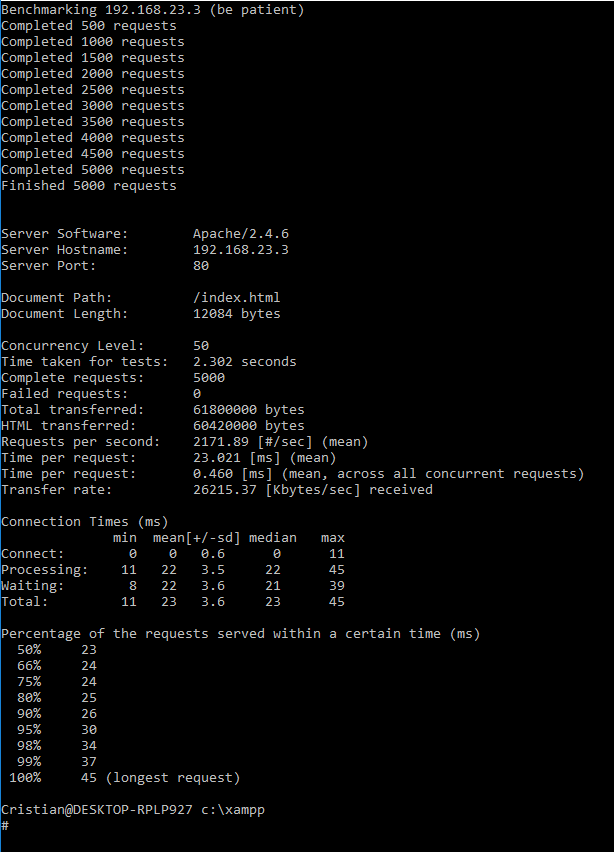 Benchmarking 192.168.23.3 (be patient)
Completed 500 requests
Completed 1000 requests
Completed 1500 requests
Completed 2000 requests
Completed 2500 requests
Completed 3000 requests
Completed 3500 requests
Completed 4000 requests
Completed 4500 requests
Completed 5000 requests
Finished 5000 requests
Server Software:        Apache/2.4.6
Server Hostname:        192.168.23.3
Server Port:            80
Document Path:          /index.html
Document Length:        12084 bytes
Concurrency Level:      50
Time taken for tests:   2.302 seconds
Complete requests:      5000
Failed requests:        0
Total transferred:      61800000 bytes
HTML transferred:       60420000 bytes
Requests per second:    2171.89 [#/sec] (mean)
Time per request:       23.021 [ms] (mean)
Time per request:       0.460 [ms] (mean, across all concurrent requests)
Transfer rate:          26215.37 [Kbytes/sec] received
Connection Times (ms)
              min  mean[+/-sd] median   max
Connect:        0    0   0.6      0      11
Processing:    11   22   3.5     22      45
Waiting:        8   22   3.6     21      39
Total:         11   23   3.6     23      45
Percentage of the requests served within a certain time (ms)
  50%     23
  66%     24
  75%     24
  80%     25
  90%     26
  95%     30
  98%     34
  99%     37
 100%     45 (longest request)
Cristian@DESKTOP-RPLP927 c:\xampp
#